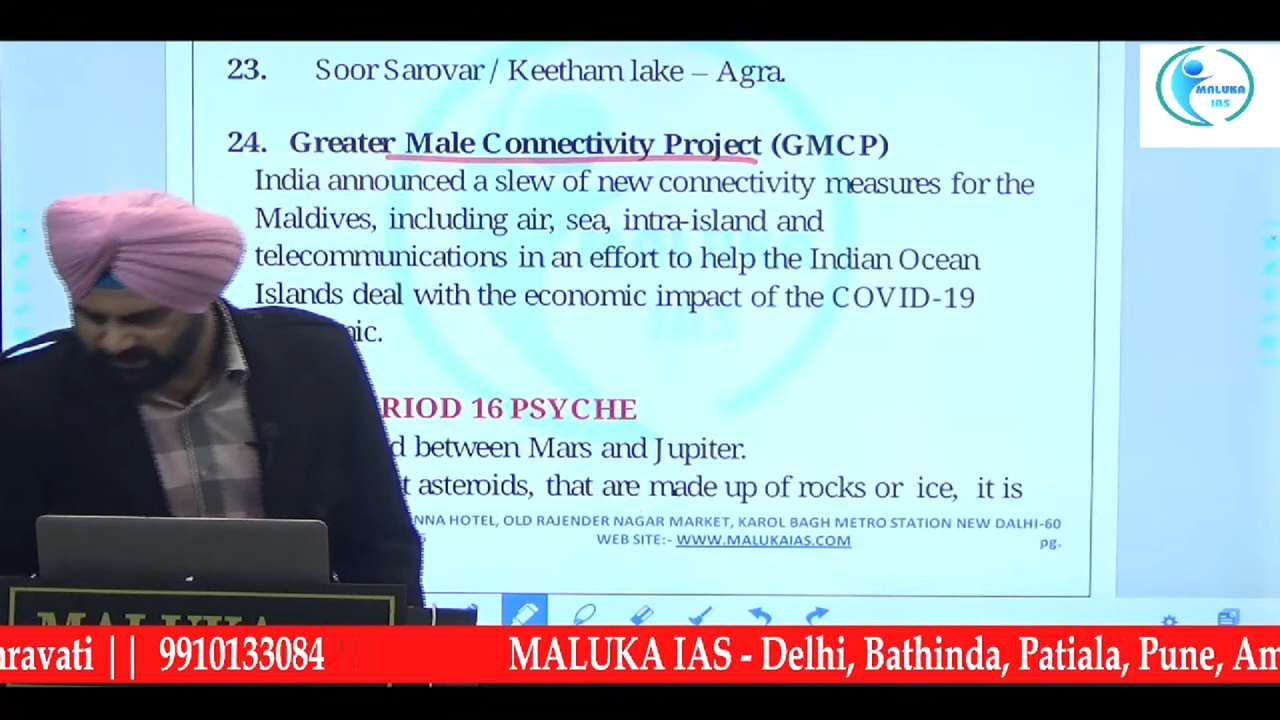 23. Soor Sarovar / Keetham lake – Agra.
MALUKA
IAS
24. Greater Male Connectivity Project (GMCP)
India announced a slew of new connectivity measures for the
Maldives, including air, sea, intra-island and
telecommunications in an effort to help the Indian Ocean
Islands deal with the economic impact of the COVID-19
nic.
RIOD 16 PSYCHE
d between Mars and Jupiter.
t asteroids, that are made up of rocks or ice, it is
NNA HOTEL, OLD RAJENDER NAGAR MARKET, KAROL BAGH METRO STATION NEW DALHI-60
WEB SITE:- WWW.MALUKAIAS.COM
pg.
MALUKA
aravati || 9910133084 MALUKA IAS - Delhi, Bathinda, Patiala, Pune, Am